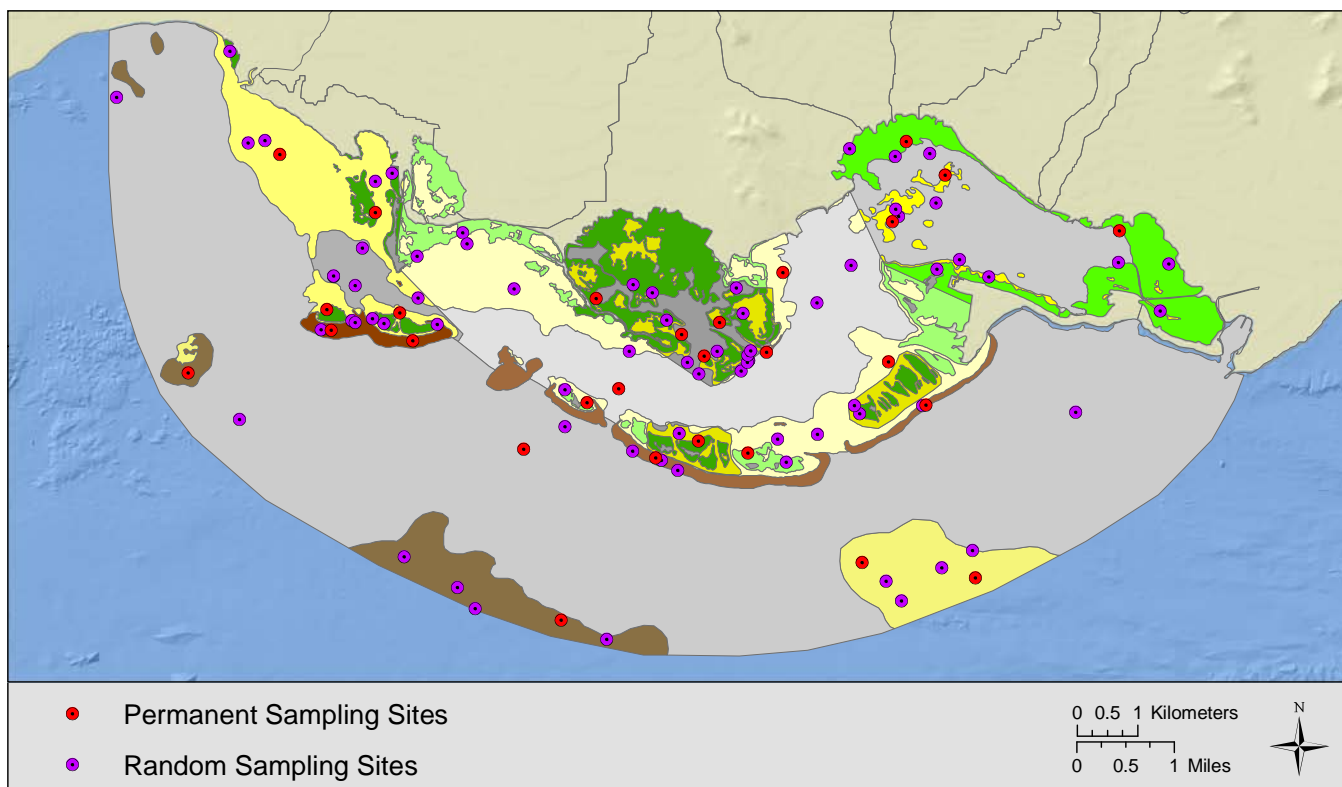 Permanent Sampling Sites
Random Sampling Sites
0 0.5 1 Kilometers
0 0.5 1 Miles
N